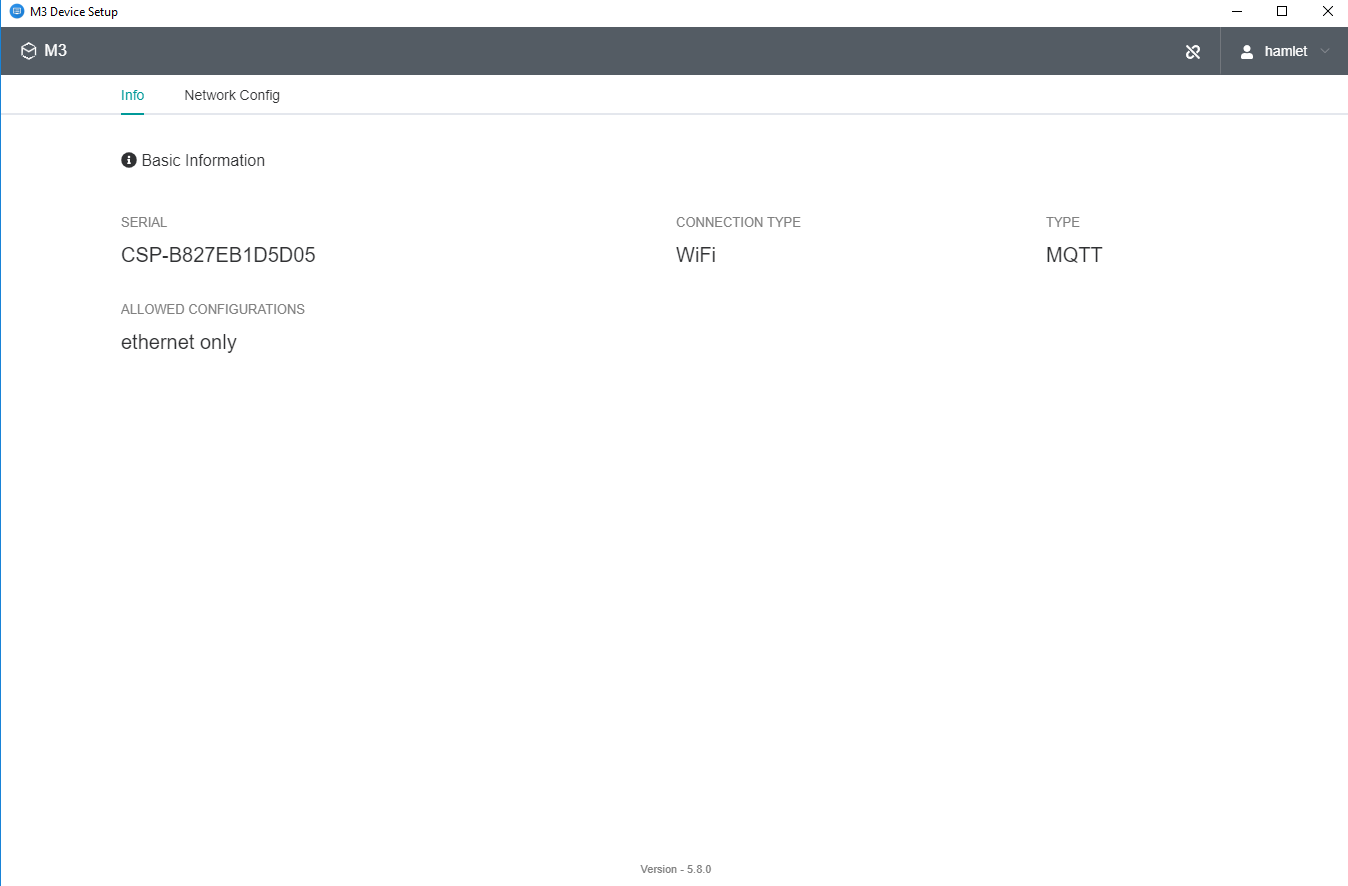 M3 Device Setup
M3
hamlet
Info Network Config
Basic Information
SERIAL CONNECTION TYPE TYPE
CSP-B827EB1D5D05 WiFi MQTT
ALLOWED CONFIGURATIONS
ethernet only
Version - 5.8.0